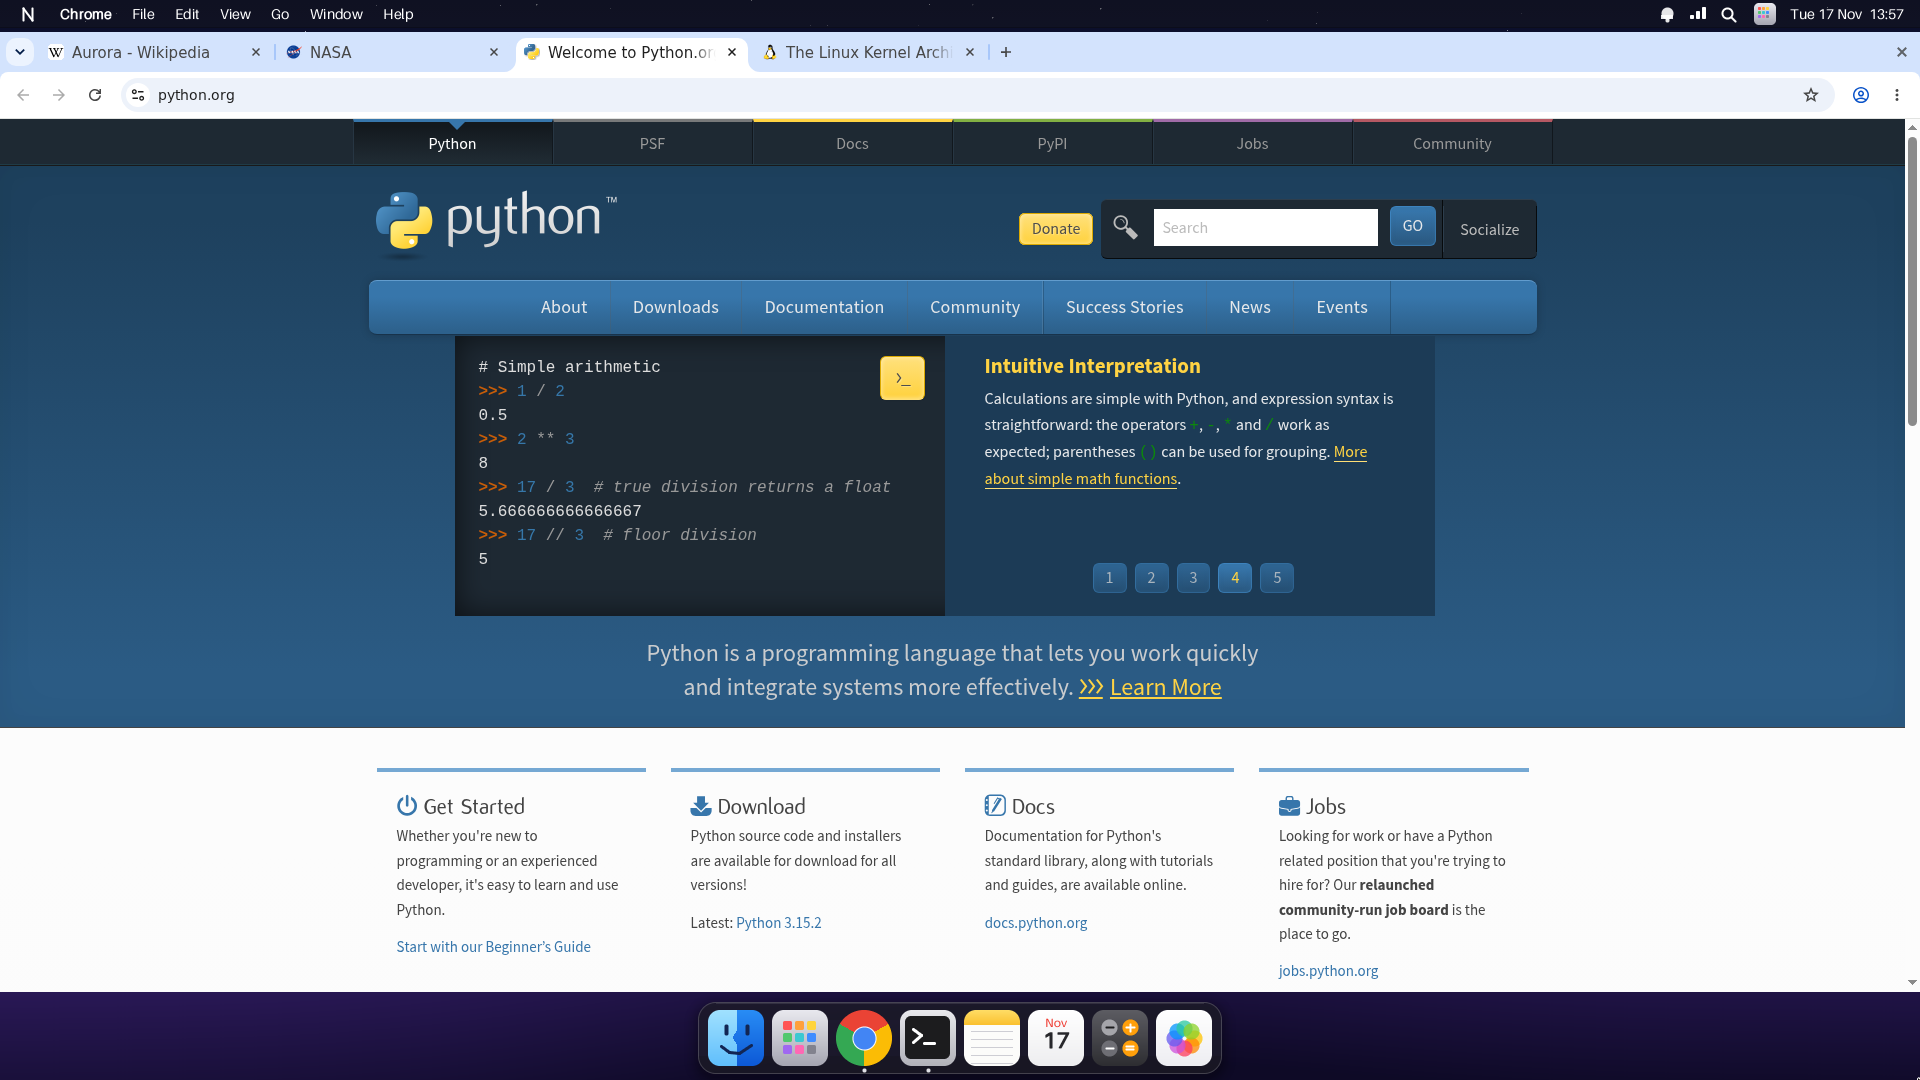 Chrome File Edit View Go Window Help Tue 17 Nov 13:57
Aurora - Wikipedia NASA Welcome to Python.or The Linux Kernel Archi
python.org
Python PSF Docs PyPI Jobs Community
python™ Donate Search GO Socialize
About Downloads Documentation Community Success Stories News Events
# Simple arithmetic
>>> 1 / 2
0.5
>>> 2 ** 3
8
>>> 17 / 3  # true division returns a float
5.666666666666667
>>> 17 // 3  # floor division
5
>_
Intuitive Interpretation
Calculations are simple with Python, and expression syntax is
straightforward: the operators +, -, * and / work as
expected; parentheses () can be used for grouping. More
about simple math functions.
1 2 3 4 5
Python is a programming language that lets you work quickly
and integrate systems more effectively. >>> Learn More
Get Started
Whether you're new to
programming or an experienced
developer, it's easy to learn and use
Python.
Start with our Beginner’s Guide
Download
Python source code and installers
are available for download for all
versions!
Latest: Python 3.15.2
Docs
Documentation for Python's
standard library, along with tutorials
and guides, are available online.
docs.python.org
Jobs
Looking for work or have a Python
related position that you're trying to
hire for? Our relaunched
community-run job board is the
place to go.
jobs.python.org
Nov
17